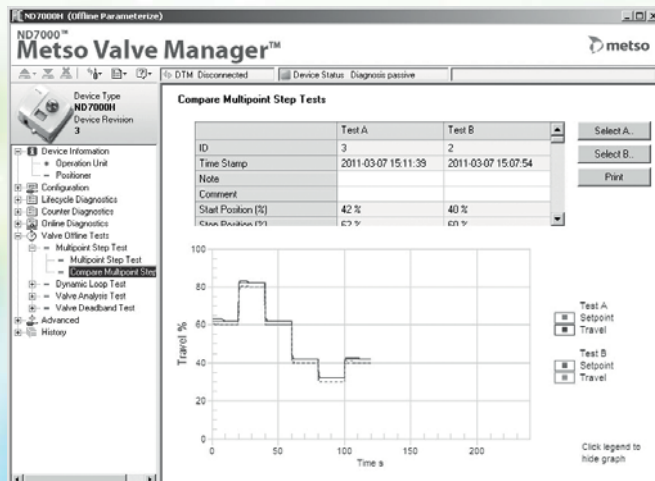 ND7000H (Offline Parameterize)
ND7000™
Metso Valve Manager™
metso
DTM Disconnected
Device Status Diagnosis passive
Device Type
ND7000H
Device Revision
3
Device Information
Operation Unit
Positioner
Configuration
Lifecycle Diagnostics
Counter Diagnostics
Online Diagnostics
Valve Offline Tests
Multipoint Step Test
Multipoint Step Test
Compare Multipoint Step
Dynamic Loop Test
Valve Analysis Test
Valve Deadband Test
Advanced
History
Compare Multipoint Step Tests
Test A Test B
ID 3 2
Time Stamp 2011-03-07 15:11:39 2011-03-07 15:07:54
Note
Comment
Start Position (%) 42 % 40 %
Stop Position (%) 62 % 60 %
Select A..
Select B..
Print
100
80
60
40
20
0
Travel %
0 50 100 150 200
Time s
Test A
Setpoint
Travel
Test B
Setpoint
Travel
Click legend to
hide graph